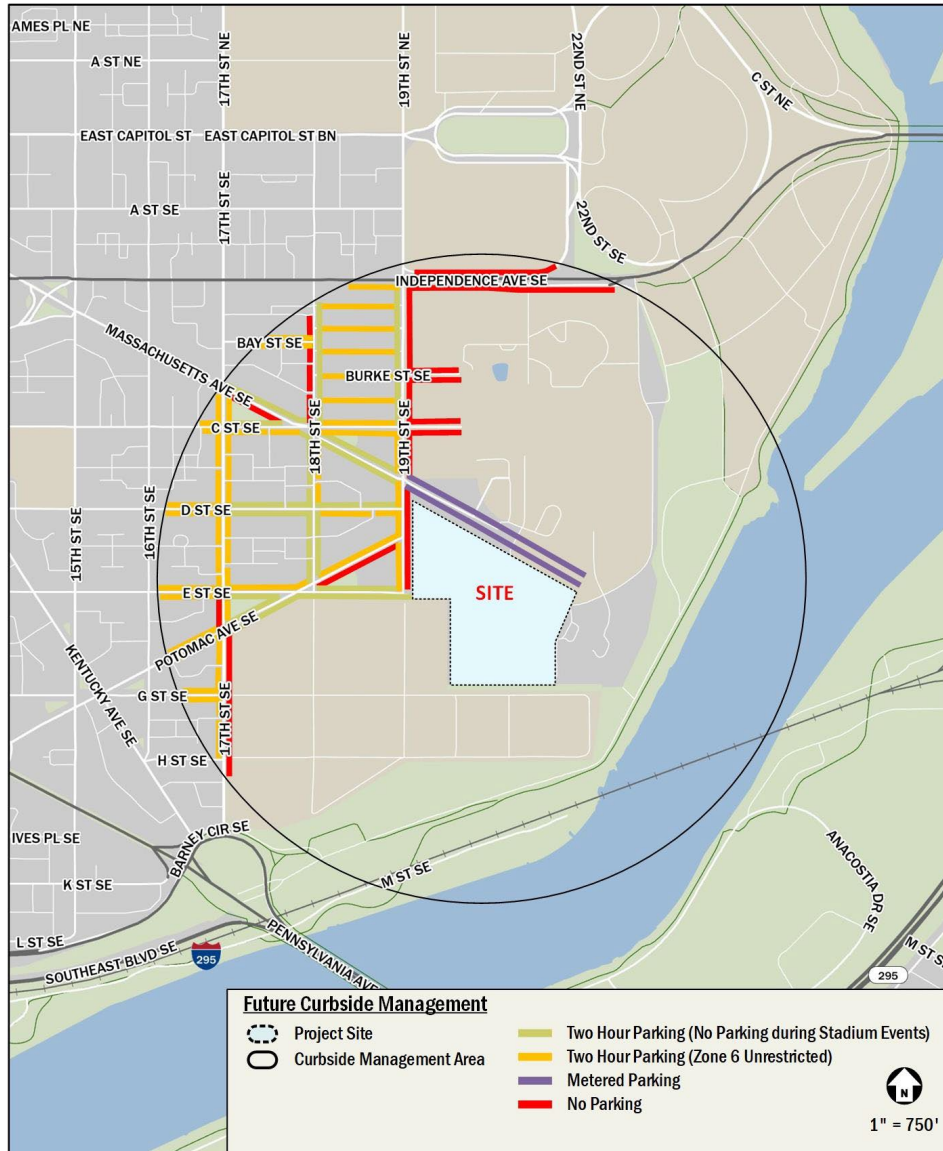 AMES PL NE
A ST NE
17TH ST NE
19TH ST NE
22ND ST NE
C ST NE
EAST CAPITOL ST
EAST CAPITOL ST BN
A ST SE
17TH ST SE
22ND ST SE
INDEPENDENCE AVE SE
MASSACHUSETTS AVE SE
BAY ST SE
BURKE ST SE
C ST SE
18TH ST SE
19TH ST SE
D ST SE
15TH ST SE
16TH ST SE
SITE
E ST SE
POTOMAC AVE SE
KENTUCKY AVE SE
G ST SE
17TH ST SE
H ST SE
IVES PL SE
BARNEY CIR SE
K ST SE
M ST SE
ANACOSTIA DR SE
L ST SE
SOUTHEAST BLVD SE
295
PENNSYLVANIA AVE
M ST S
295
Future Curbside Management
Project Site
Curbside Management Area
Two Hour Parking (No Parking during Stadium Events)
Two Hour Parking (Zone 6 Unrestricted)
Metered Parking
No Parking
N
1" = 750'